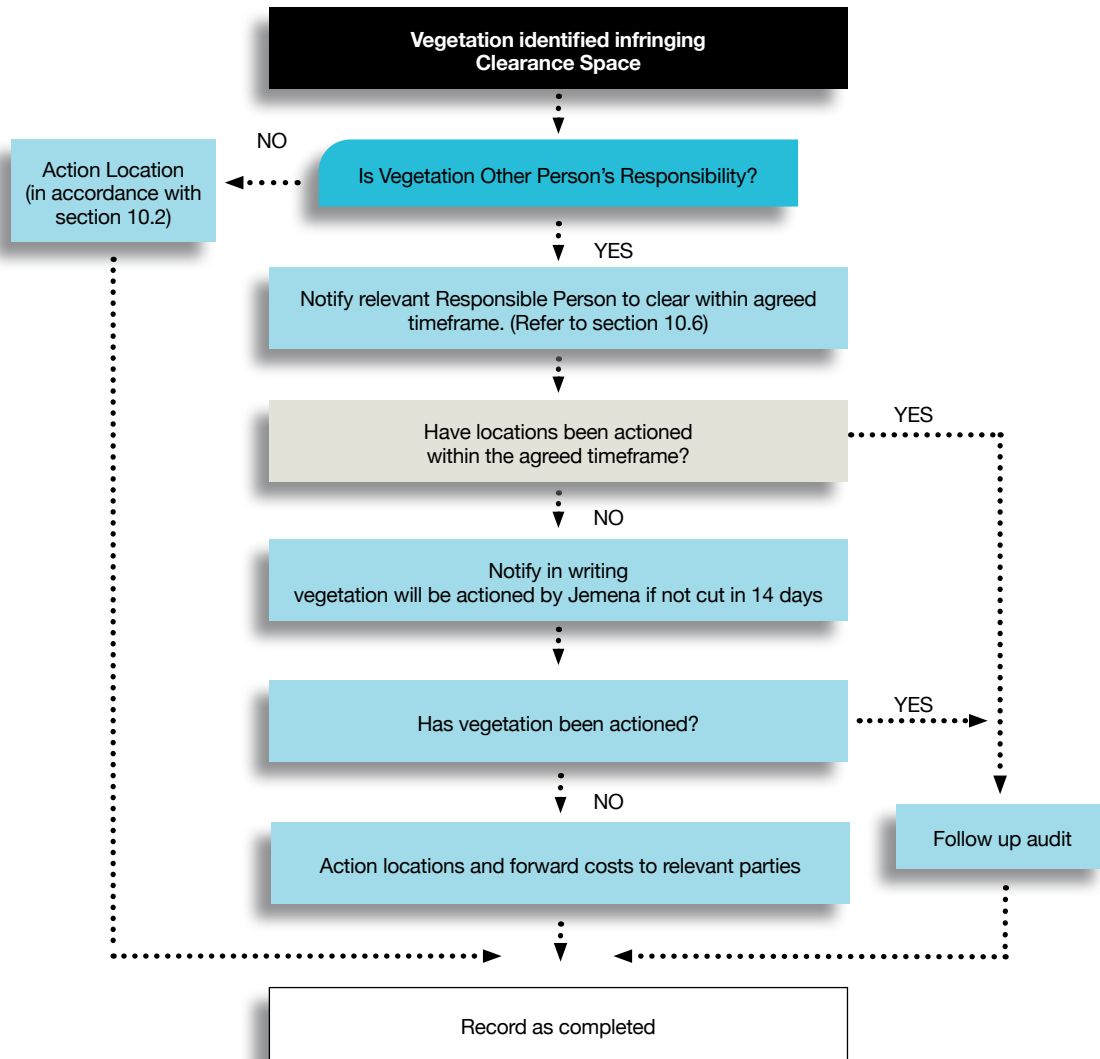 Vegetation identified infringing
Clearance Space
NO
Action Location
(in accordance with
section 10.2)
Is Vegetation Other Person's Responsibility?
YES
Notify relevant Responsible Person to clear within agreed
timeframe. (Refer to section 10.6)
Have locations been actioned
within the agreed timeframe?
YES
NO
Notify in writing
vegetation will be actioned by Jemena if not cut in 14 days
Has vegetation been actioned?
YES
NO
Action locations and forward costs to relevant parties
Follow up audit
Record as completed